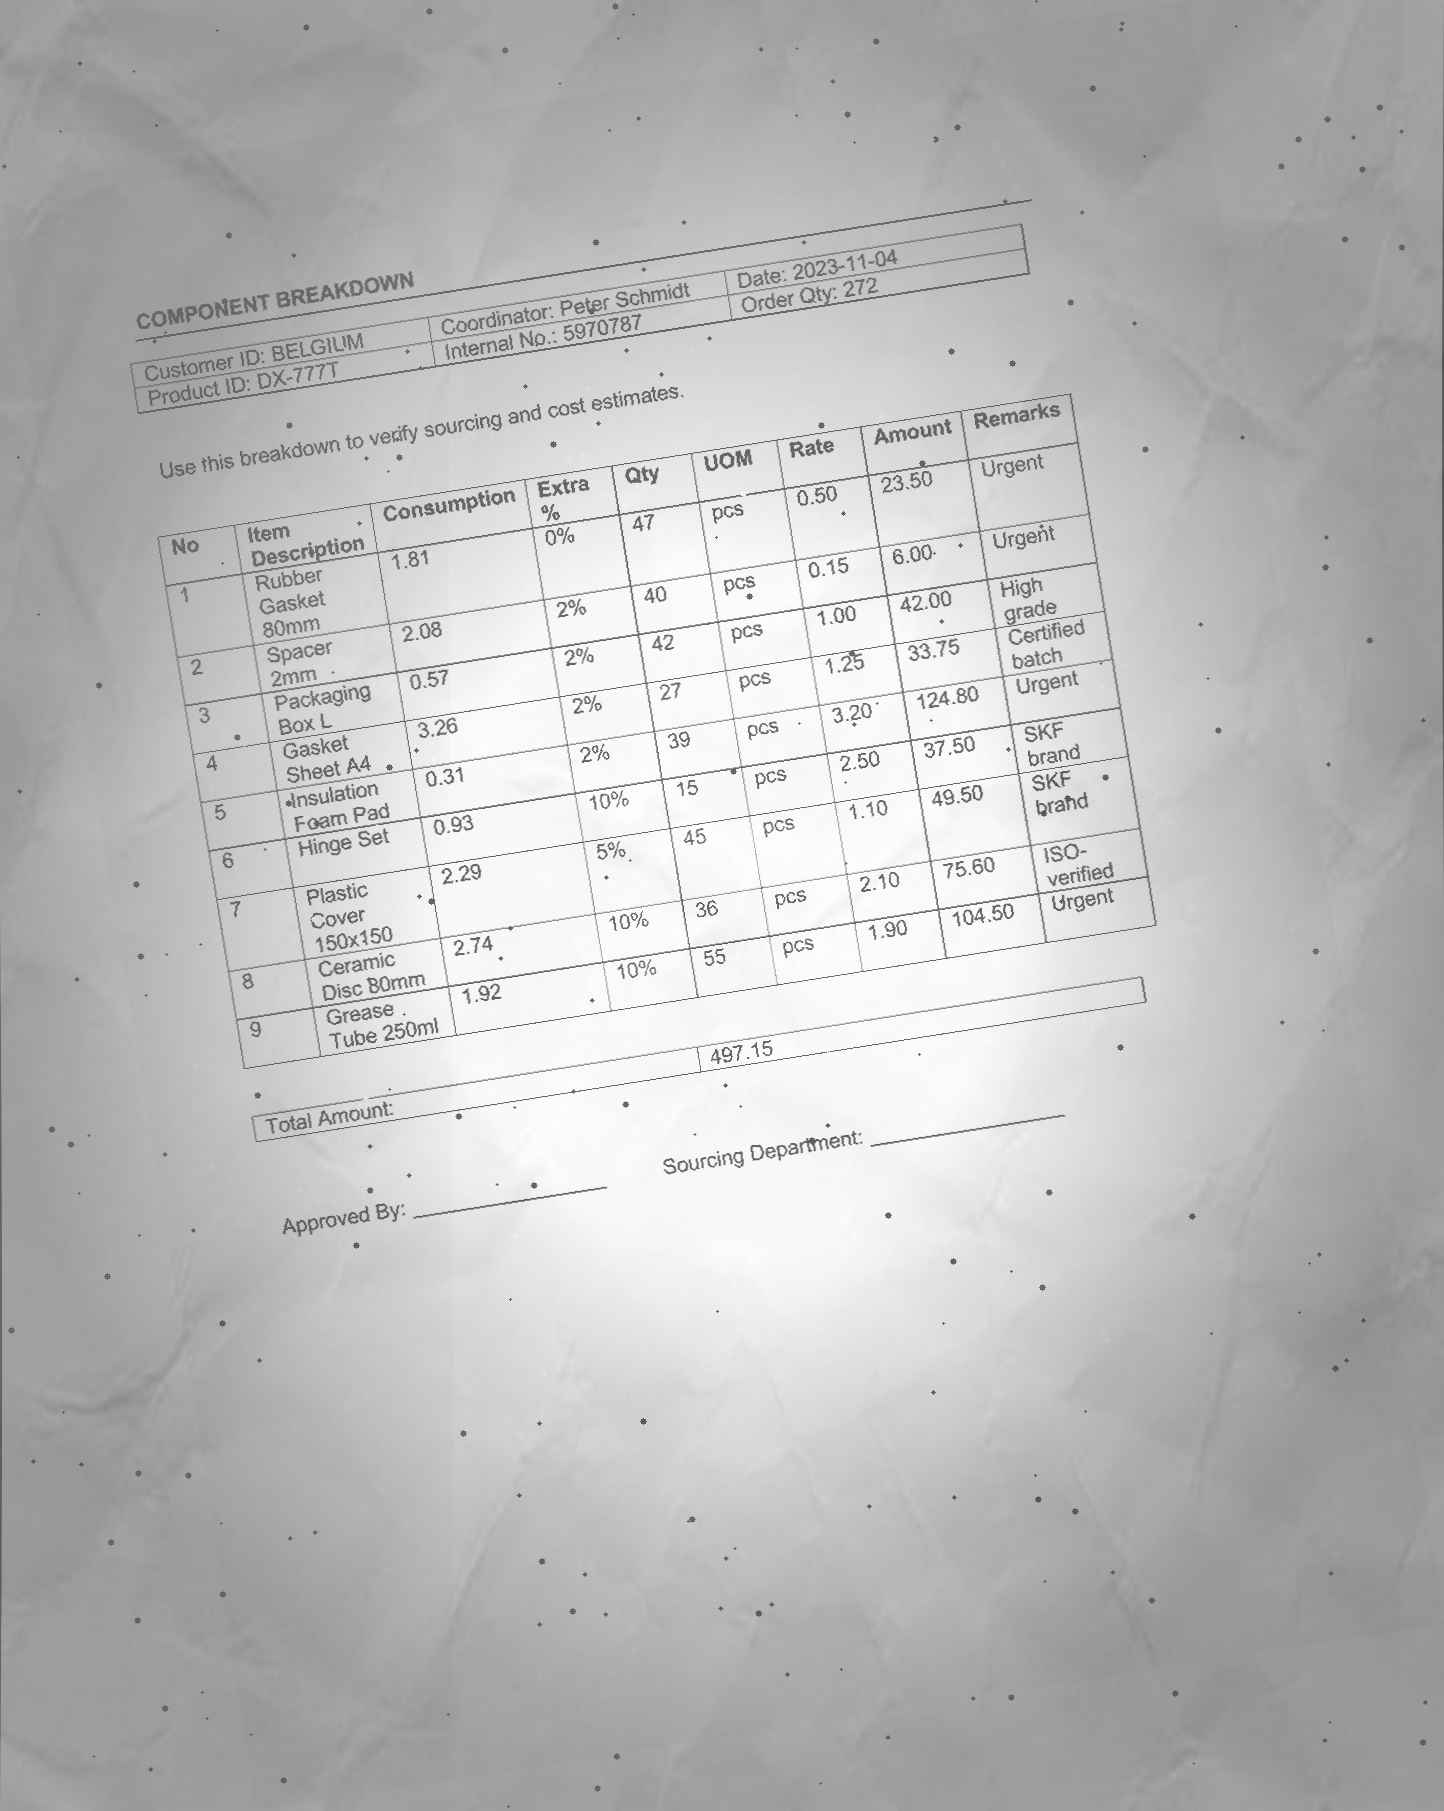 COMPONENT BREAKDOWN
Customer ID: BELGIUM Coordinator: Peter Schmidt Date: 2023-11-04
Product ID: DX-777T Internal No.: 5970787 Order Qty: 272
Use this breakdown to verify sourcing and cost estimates.
No Item Description Consumption Extra % Qty UOM Rate Amount Remarks
1 Rubber Gasket 80mm 1.81 0% 47 pcs 0.50 23.50 Urgent
2 Spacer 2mm 2.08 2% 40 pcs 0.15 6.00 Urgent
3 Packaging Box L 0.57 2% 42 pcs 1.00 42.00 High grade
4 Gasket Sheet A4 3.26 2% 27 pcs 1.25 33.75 Certified batch
5 Insulation Foam Pad 0.31 2% 39 pcs 3.20 124.80 Urgent
6 Hinge Set 0.93 10% 15 pcs 2.50 37.50 SKF brand
7 Plastic Cover 150x150 2.29 5% 45 pcs 1.10 49.50 SKF brand
8 Ceramic Disc 80mm 2.74 10% 36 pcs 2.10 75.60 ISO-verified
9 Grease Tube 250ml 1.92 10% 55 pcs 1.90 104.50 Urgent
Total Amount: 497.15
Approved By: ____________ Sourcing Department: ____________